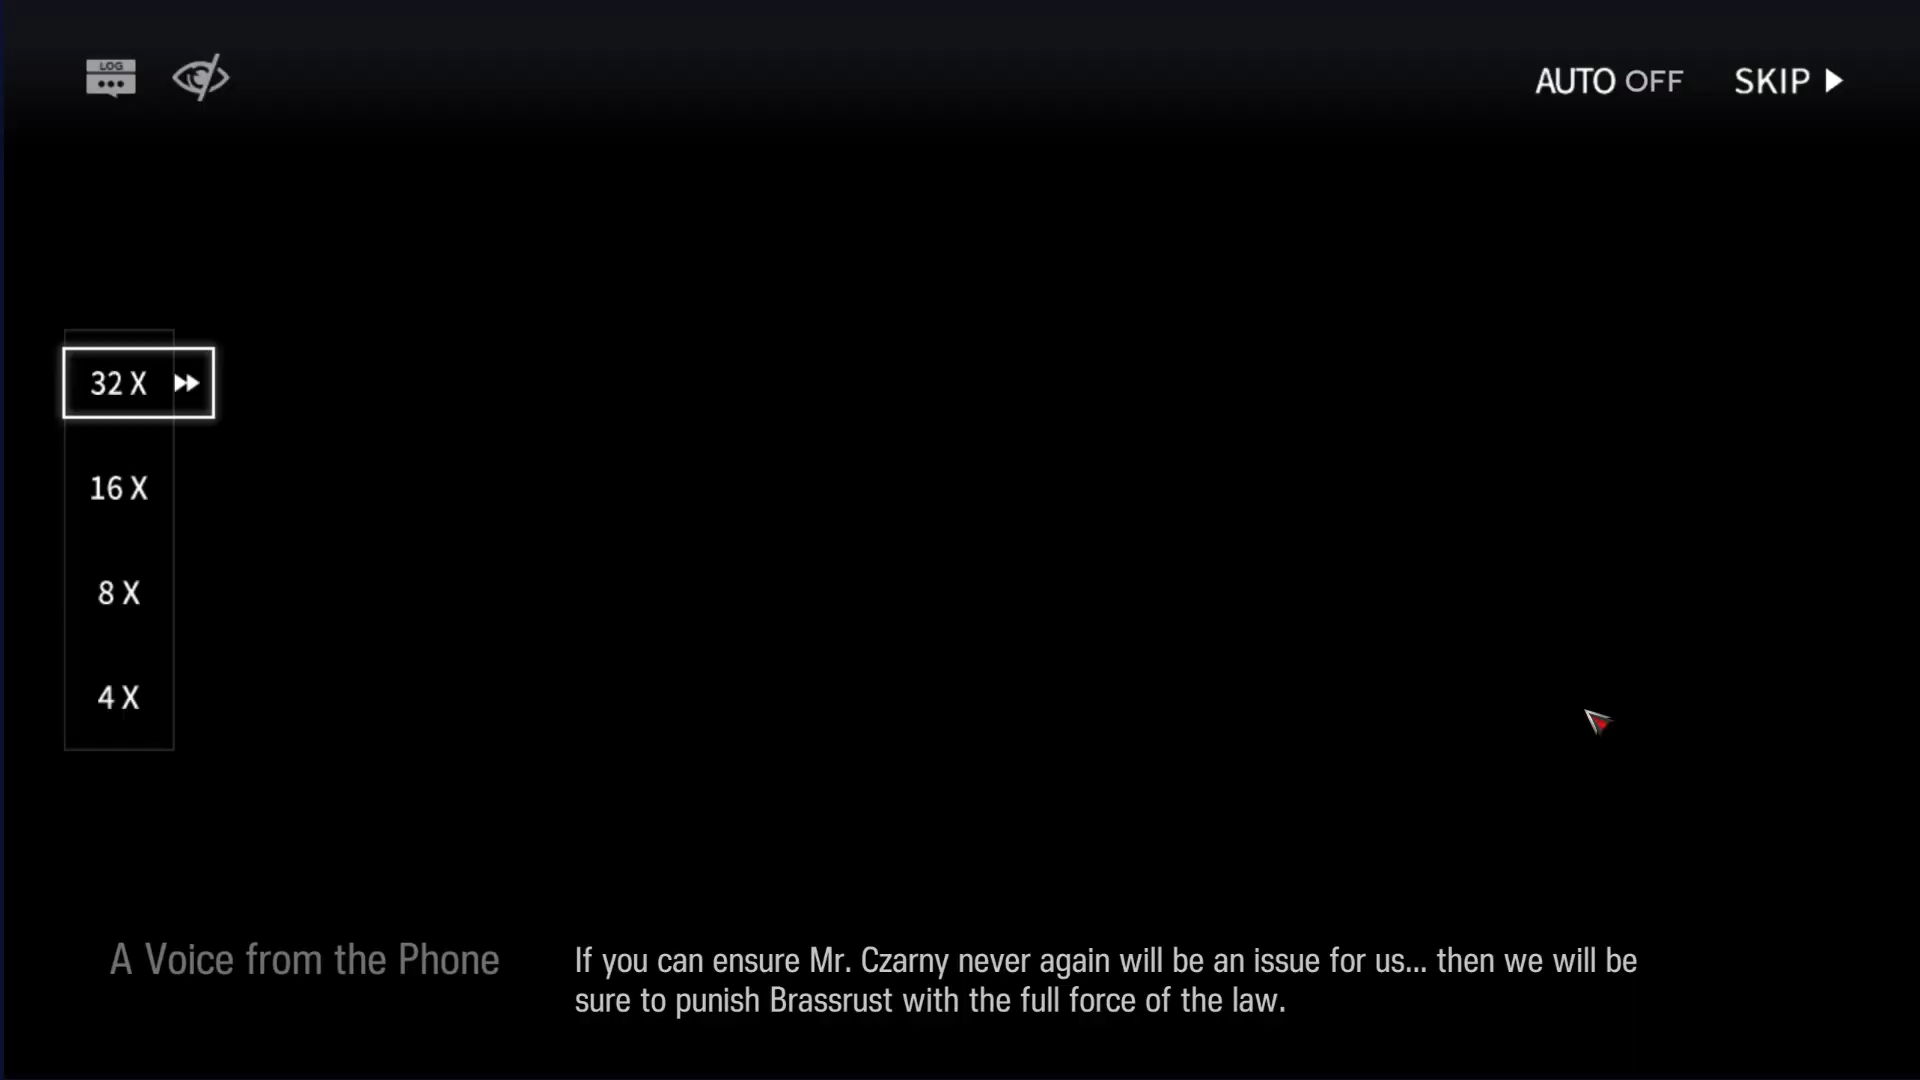 LOG
AUTO OFF
SKIP
32 X
16 X
8 X
4 X
A Voice from the Phone
If you can ensure Mr. Czarny never again will be an issue for us... then we will be
sure to punish Brassrust with the full force of the law.